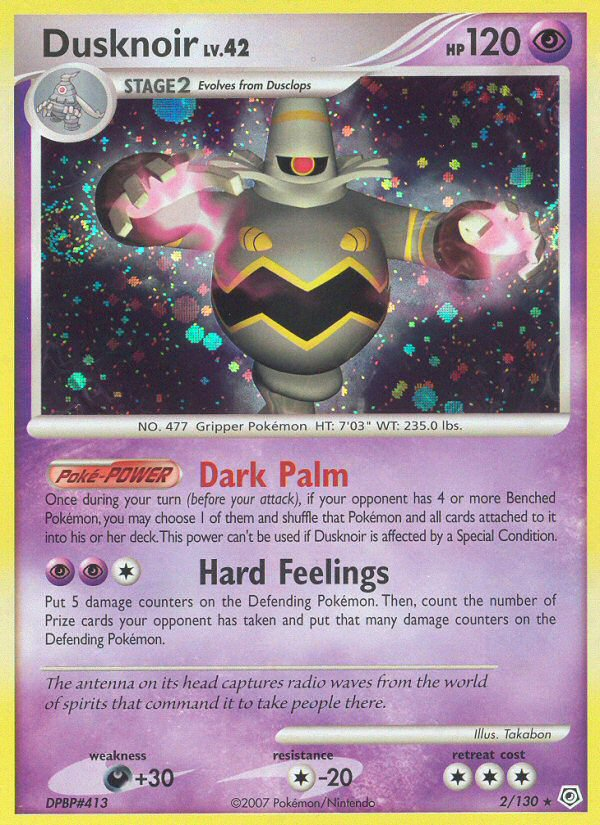 Dusknoir LV.42
HP 120
STAGE2 Evolves from Dusclops
NO. 477 Gripper Pokémon HT: 7'03" WT: 235.0 lbs.
Poké-POWER Dark Palm
Once during your turn (before your attack), if your opponent has 4 or more Benched
Pokémon, you may choose 1 of them and shuffle that Pokémon and all cards attached to it
into his or her deck. This power can't be used if Dusknoir is affected by a Special Condition.
Hard Feelings
Put 5 damage counters on the Defending Pokémon. Then, count the number of
Prize cards your opponent has taken and put that many damage counters on the
Defending Pokémon.
The antenna on its head captures radio waves from the world
of spirits that command it to take people there.
Illus. Takabon
weakness resistance retreat cost
+30 -20
DPBP#413 ©2007 Pokémon/Nintendo 2/130